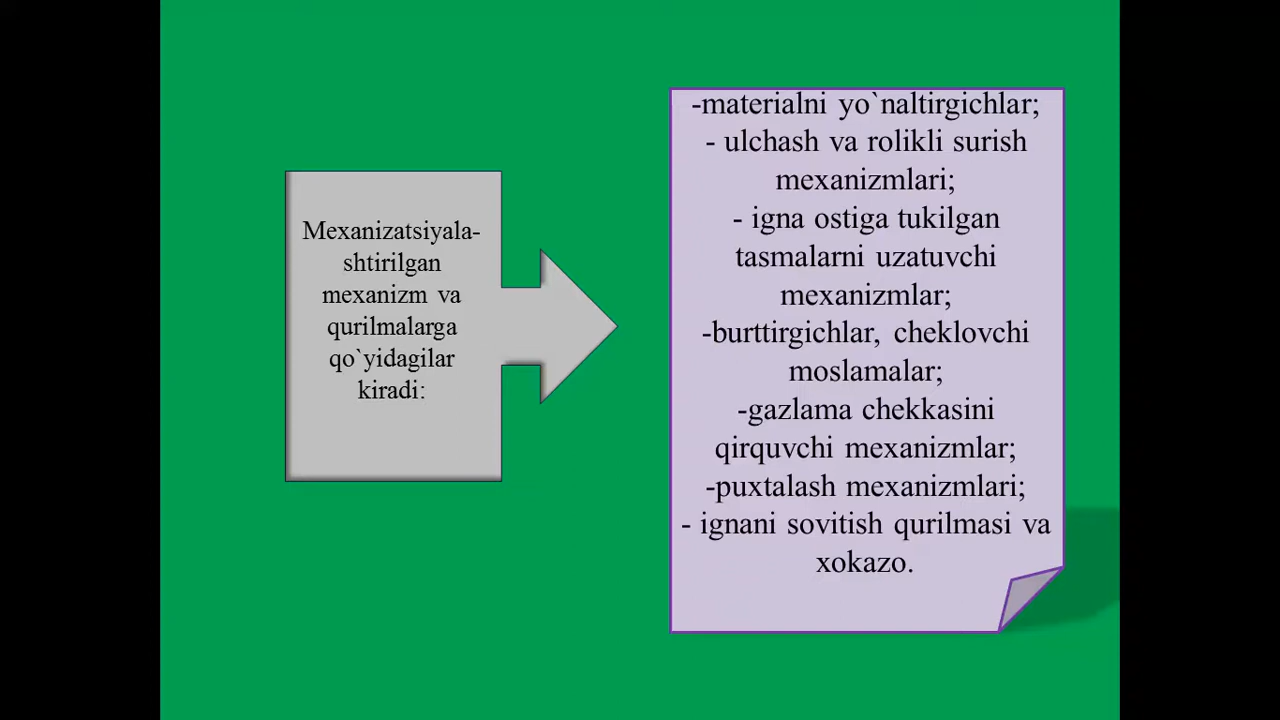 Mexanizatsiyala-
shtirilgan
mexanizm va
qurilmalarga
qo`yidagilar
kiradi:
-materialni yo`naltirgichlar;
- ulchash va rolikli surish
mexanizmlari;
- igna ostiga tukilgan
tasmalarni uzatuvchi
mexanizmlar;
-burttirgichlar, cheklovchi
moslamalar;
-gazlama chekkasini
qirquvchi mexanizmlar;
-puxtalash mexanizmlari;
- ignani sovitish qurilmasi va
xokazo.